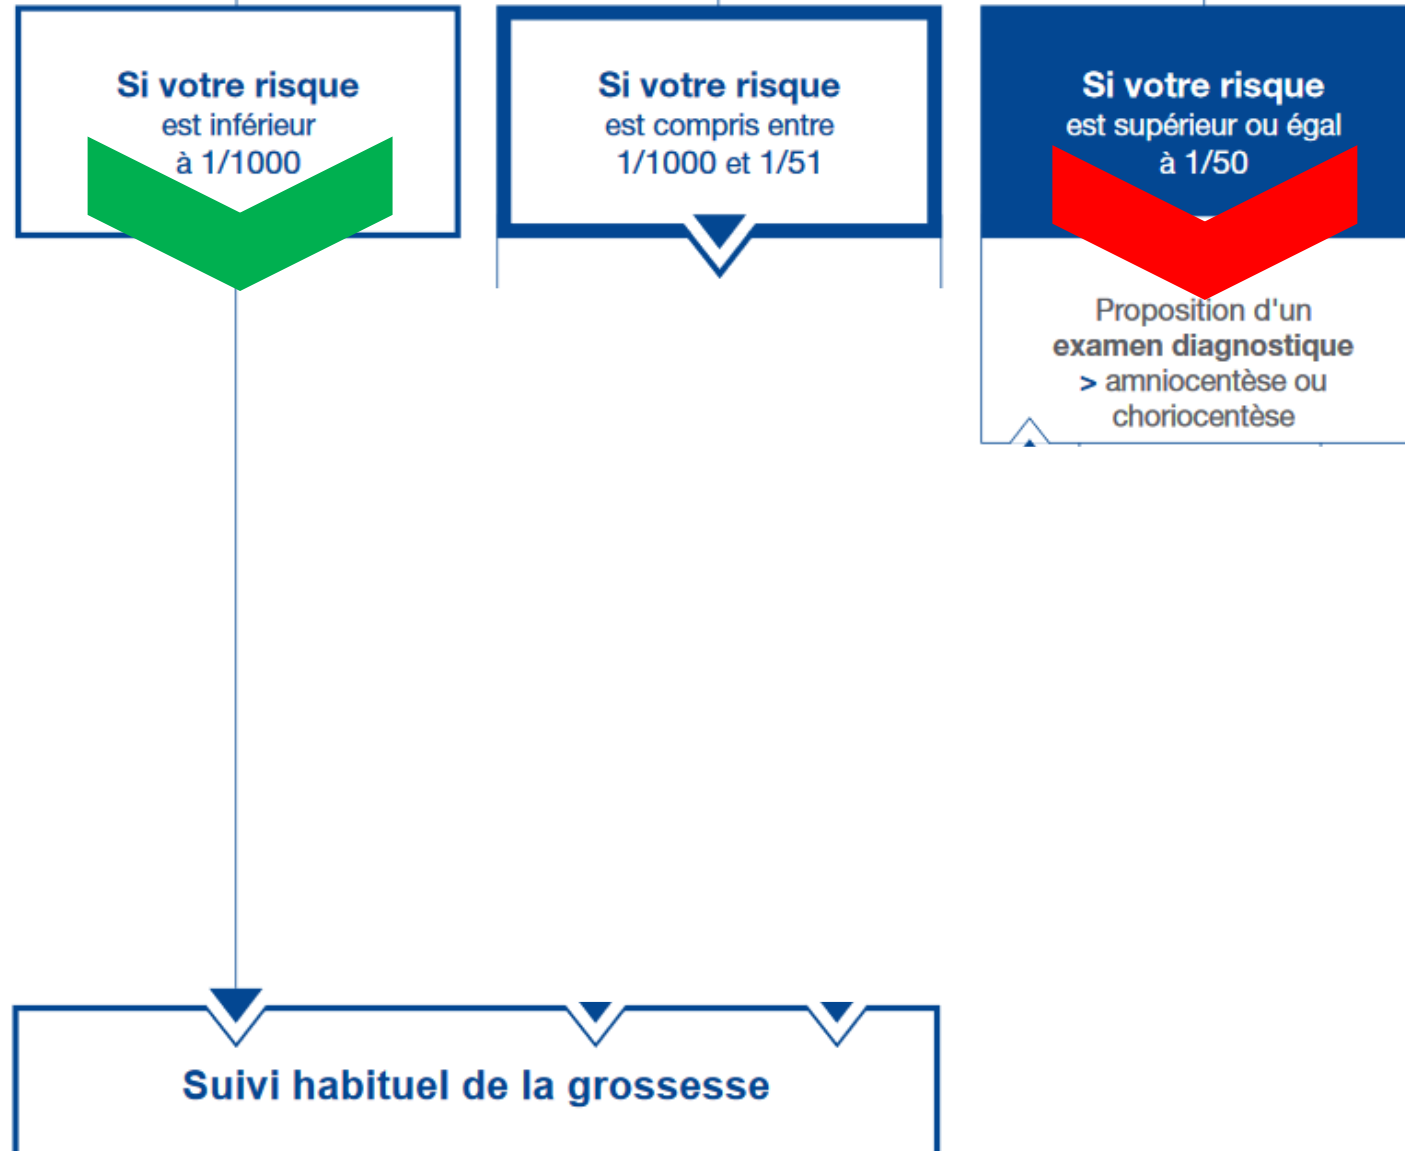 Si votre risque
est inférieur
à 1/1000
Si votre risque
est compris entre
1/1000 et 1/51
Si votre risque
est supérieur ou égal
à 1/50
Proposition d'un
examen diagnostique
> amniocentèse ou
choriocentèse
Suivi habituel de la grossesse